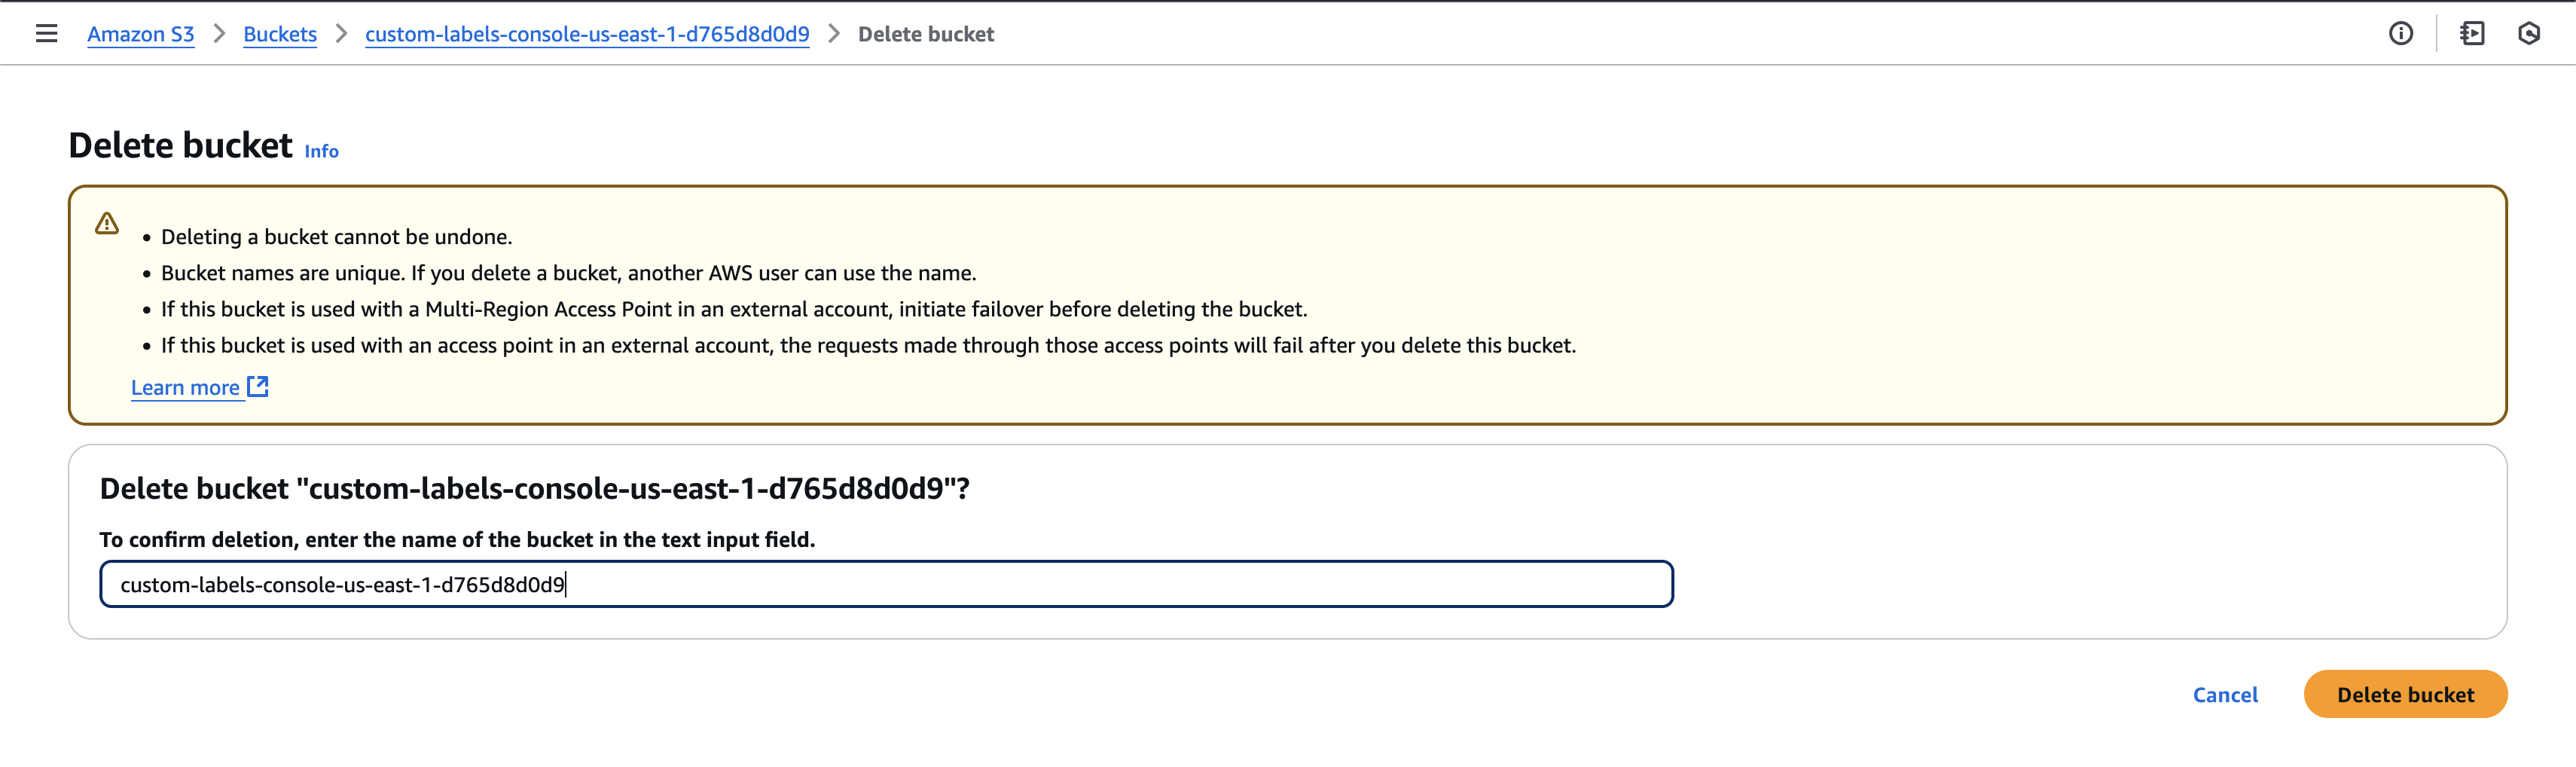 Amazon S3 > Buckets > custom-labels-console-us-east-1-d765d8d0d9 > Delete bucket
Delete bucket Info
• Deleting a bucket cannot be undone.
• Bucket names are unique. If you delete a bucket, another AWS user can use the name.
• If this bucket is used with a Multi-Region Access Point in an external account, initiate failover before deleting the bucket.
• If this bucket is used with an access point in an external account, the requests made through those access points will fail after you delete this bucket.
Learn more
Delete bucket "custom-labels-console-us-east-1-d765d8d0d9"?
To confirm deletion, enter the name of the bucket in the text input field.
custom-labels-console-us-east-1-d765d8d0d9
Cancel Delete bucket